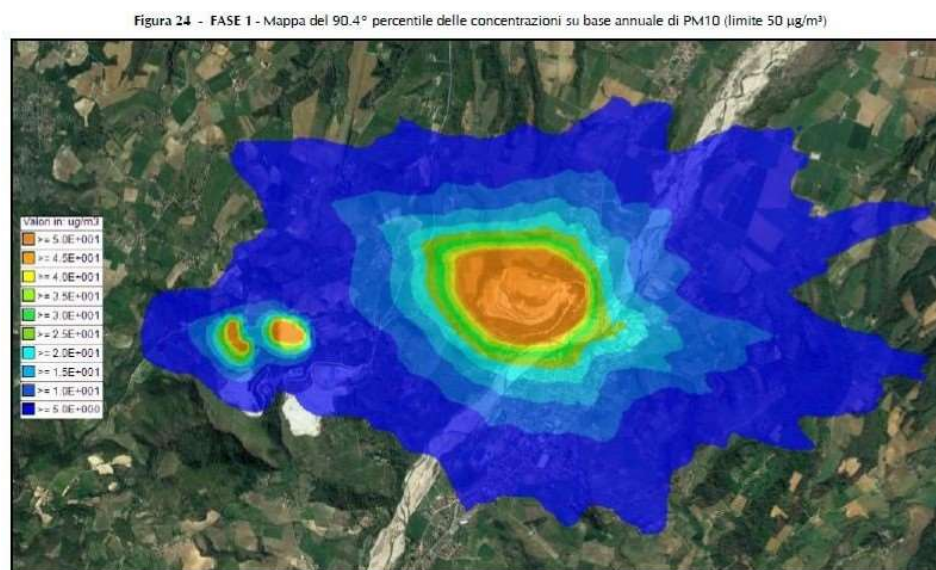 Figura 24 - FASE 1 - Mappa del 90.4° percentile delle concentrazioni su base annuale di PM10 (limite 50 µg/m³)
Valori in: ug/m3
>= 5.0E+001
>= 4.5E+001
>= 4.0E+001
>= 3.5E+001
>= 3.0E+001
>= 2.5E+001
>= 2.0E+001
>= 1.5E+001
>= 1.0E+001
>= 5.0E+000